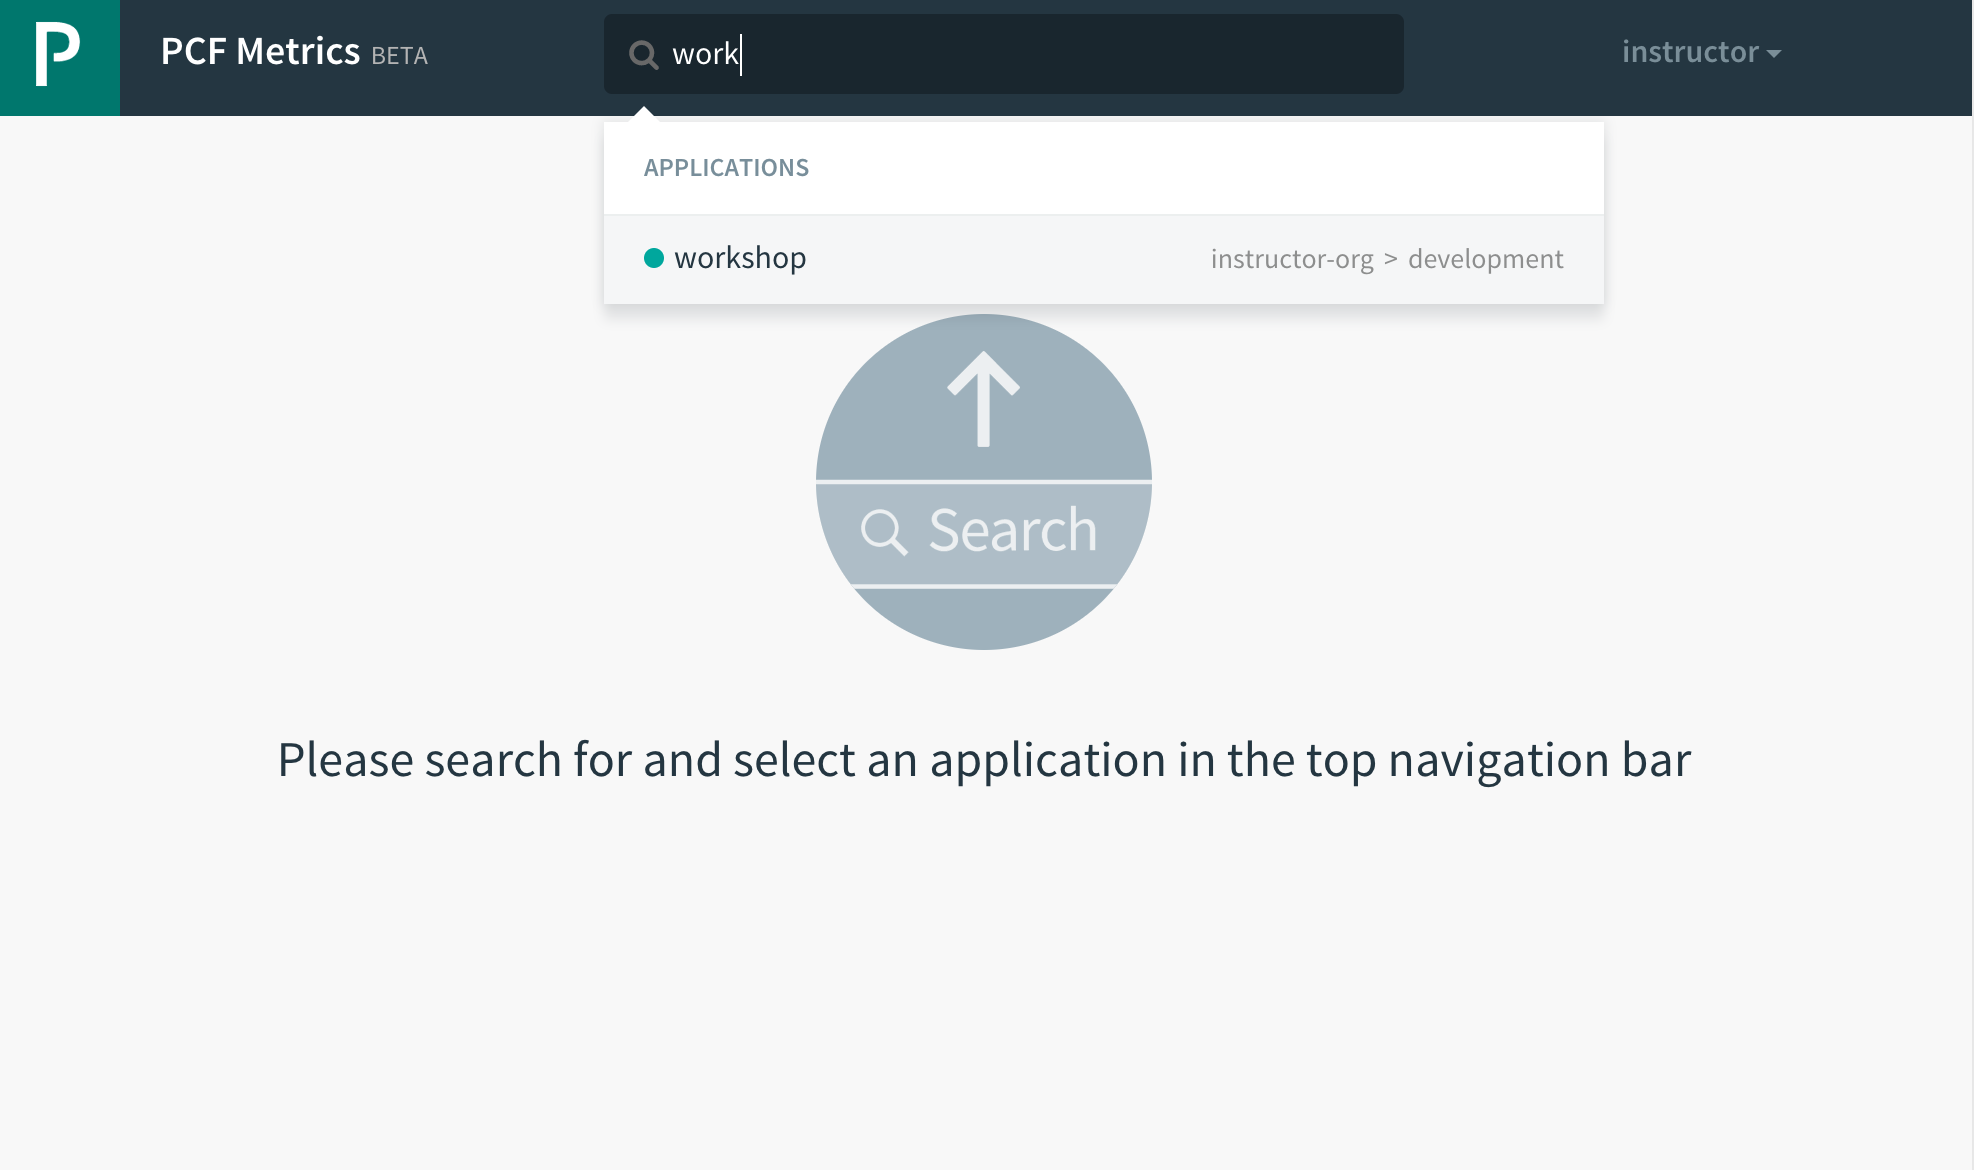 P
PCF Metrics BETA
work
instructor
APPLICATIONS
workshop
instructor-org > development
Search
Please search for and select an application in the top navigation bar